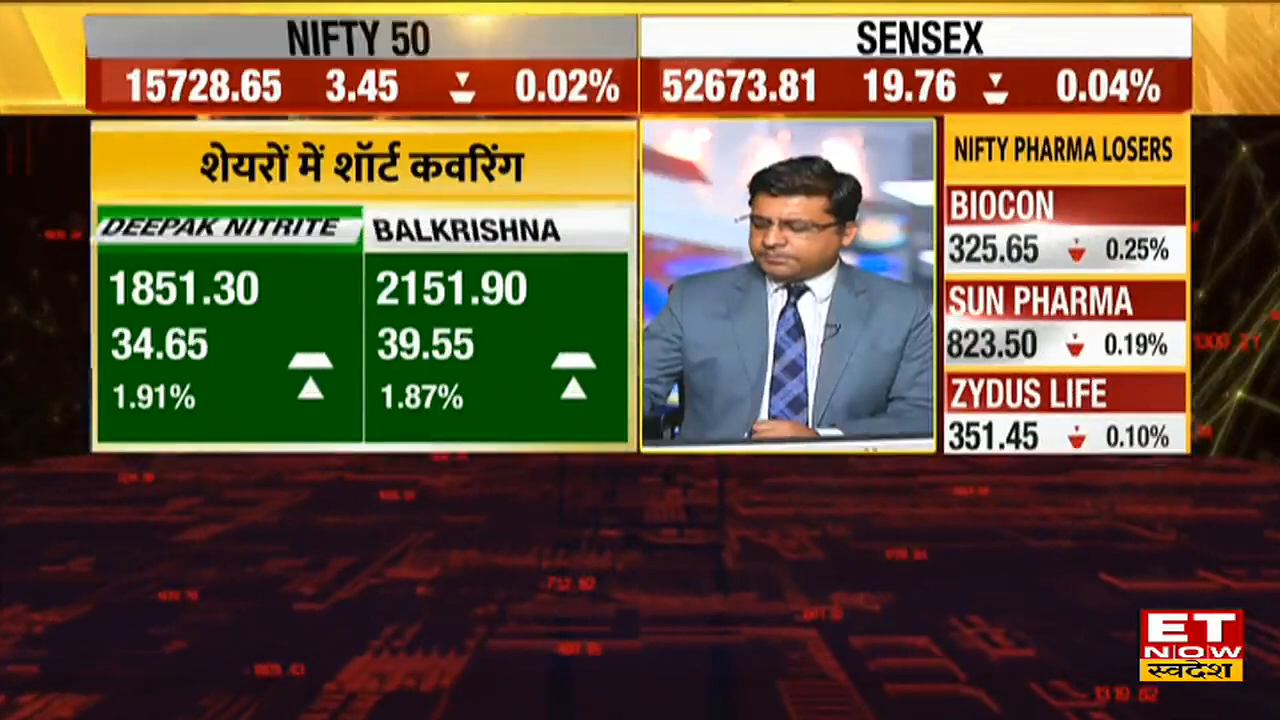 NIFTY 50
15728.65 3.45 0.02%
SENSEX
52673.81 19.76 0.04%
शेयरों में शॉर्ट कवरिंग
DEEPAK NITRITE
1851.30
34.65
1.91%
BALKRISHNA
2151.90
39.55
1.87%
NIFTY PHARMA LOSERS
BIOCON
325.65 0.25%
SUN PHARMA
823.50 0.19%
ZYDUS LIFE
351.45 0.10%
ET
NOW
स्वदेश